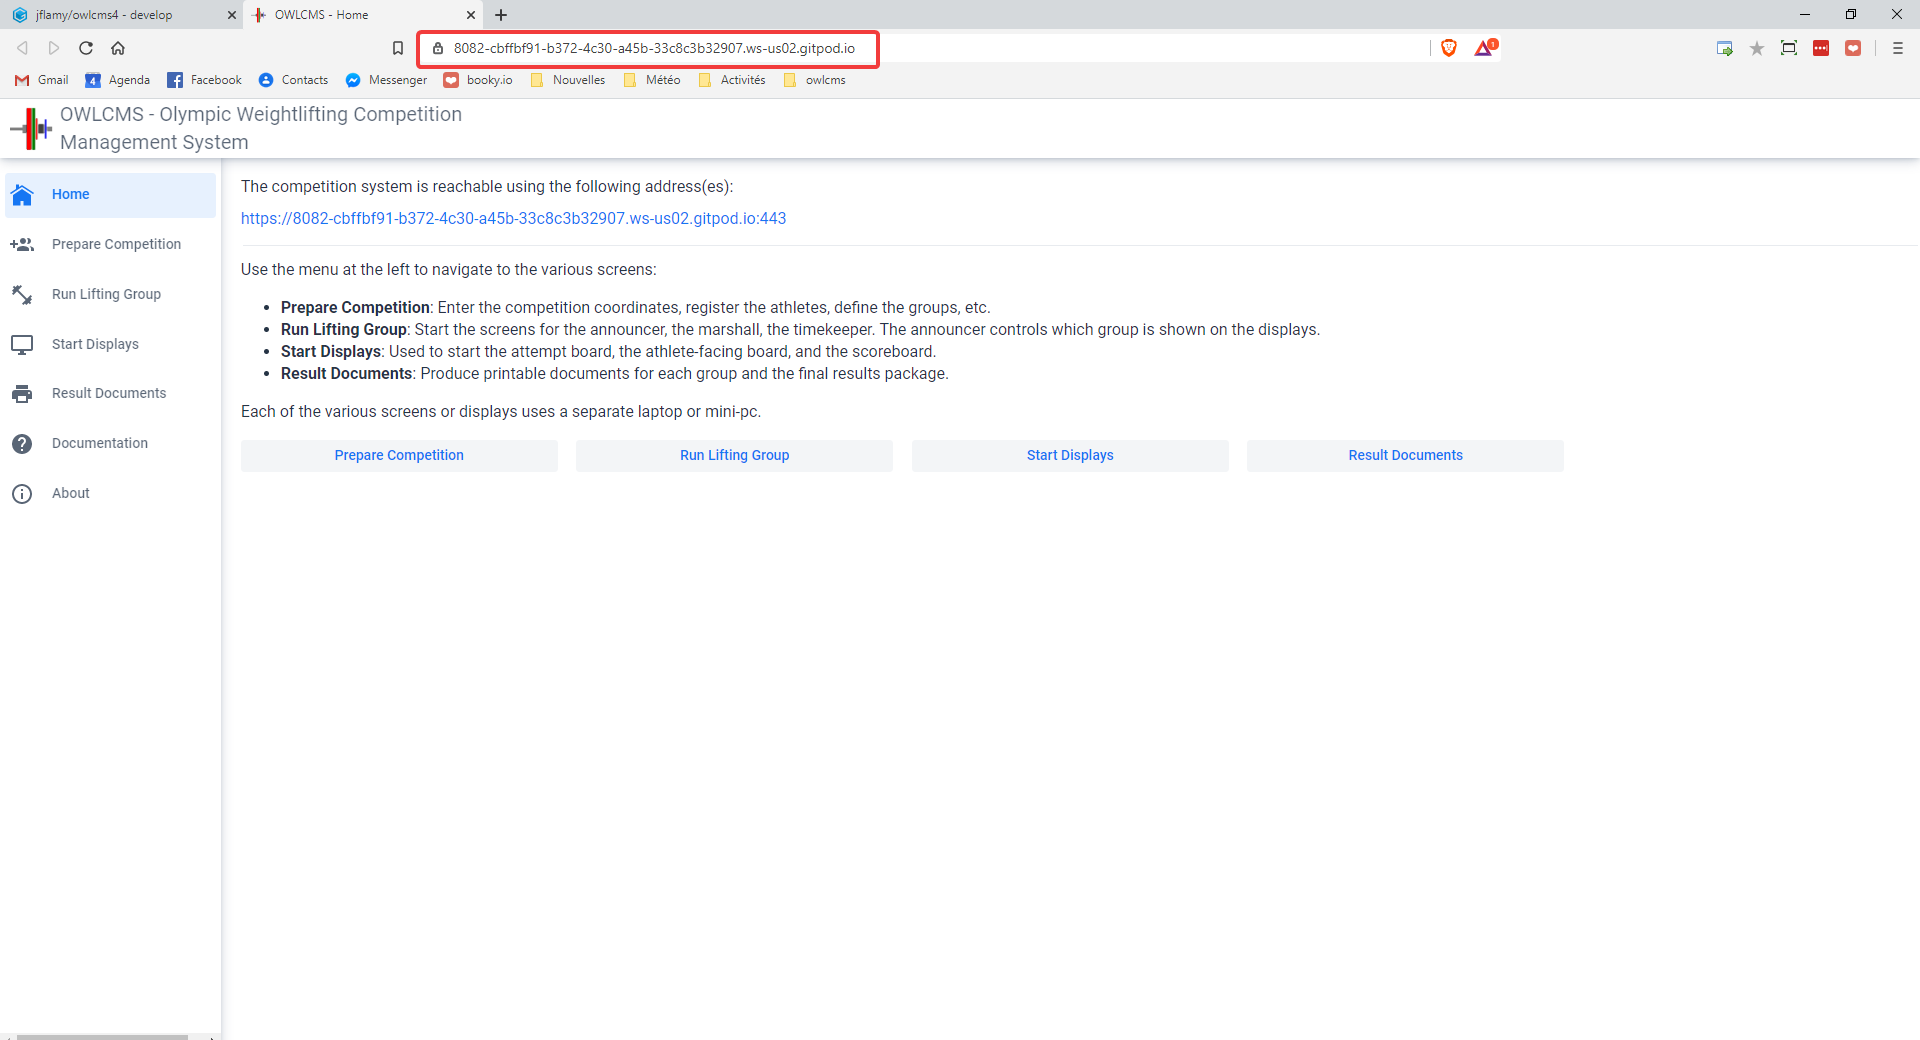 jflamy/owlcms4 - develop
OWLCMS - Home
8082-cbffbf91-b372-4c30-a45b-33c8c3b32907.ws-us02.gitpod.io
1
Gmail 4 Agenda Facebook Contacts Messenger booky.io Nouvelles Météo Activités owlcms
OWLCMS - Olympic Weightlifting Competition
Management System
Home
Prepare Competition
Run Lifting Group
Start Displays
Result Documents
Documentation
About
The competition system is reachable using the following address(es):
https://8082-cbffbf91-b372-4c30-a45b-33c8c3b32907.ws-us02.gitpod.io:443
Use the menu at the left to navigate to the various screens:
• Prepare Competition: Enter the competition coordinates, register the athletes, define the groups, etc.
• Run Lifting Group: Start the screens for the announcer, the marshall, the timekeeper. The announcer controls which group is shown on the displays.
• Start Displays: Used to start the attempt board, the athlete-facing board, and the scoreboard.
• Result Documents: Produce printable documents for each group and the final results package.
Each of the various screens or displays uses a separate laptop or mini-pc.
Prepare Competition Run Lifting Group Start Displays Result Documents